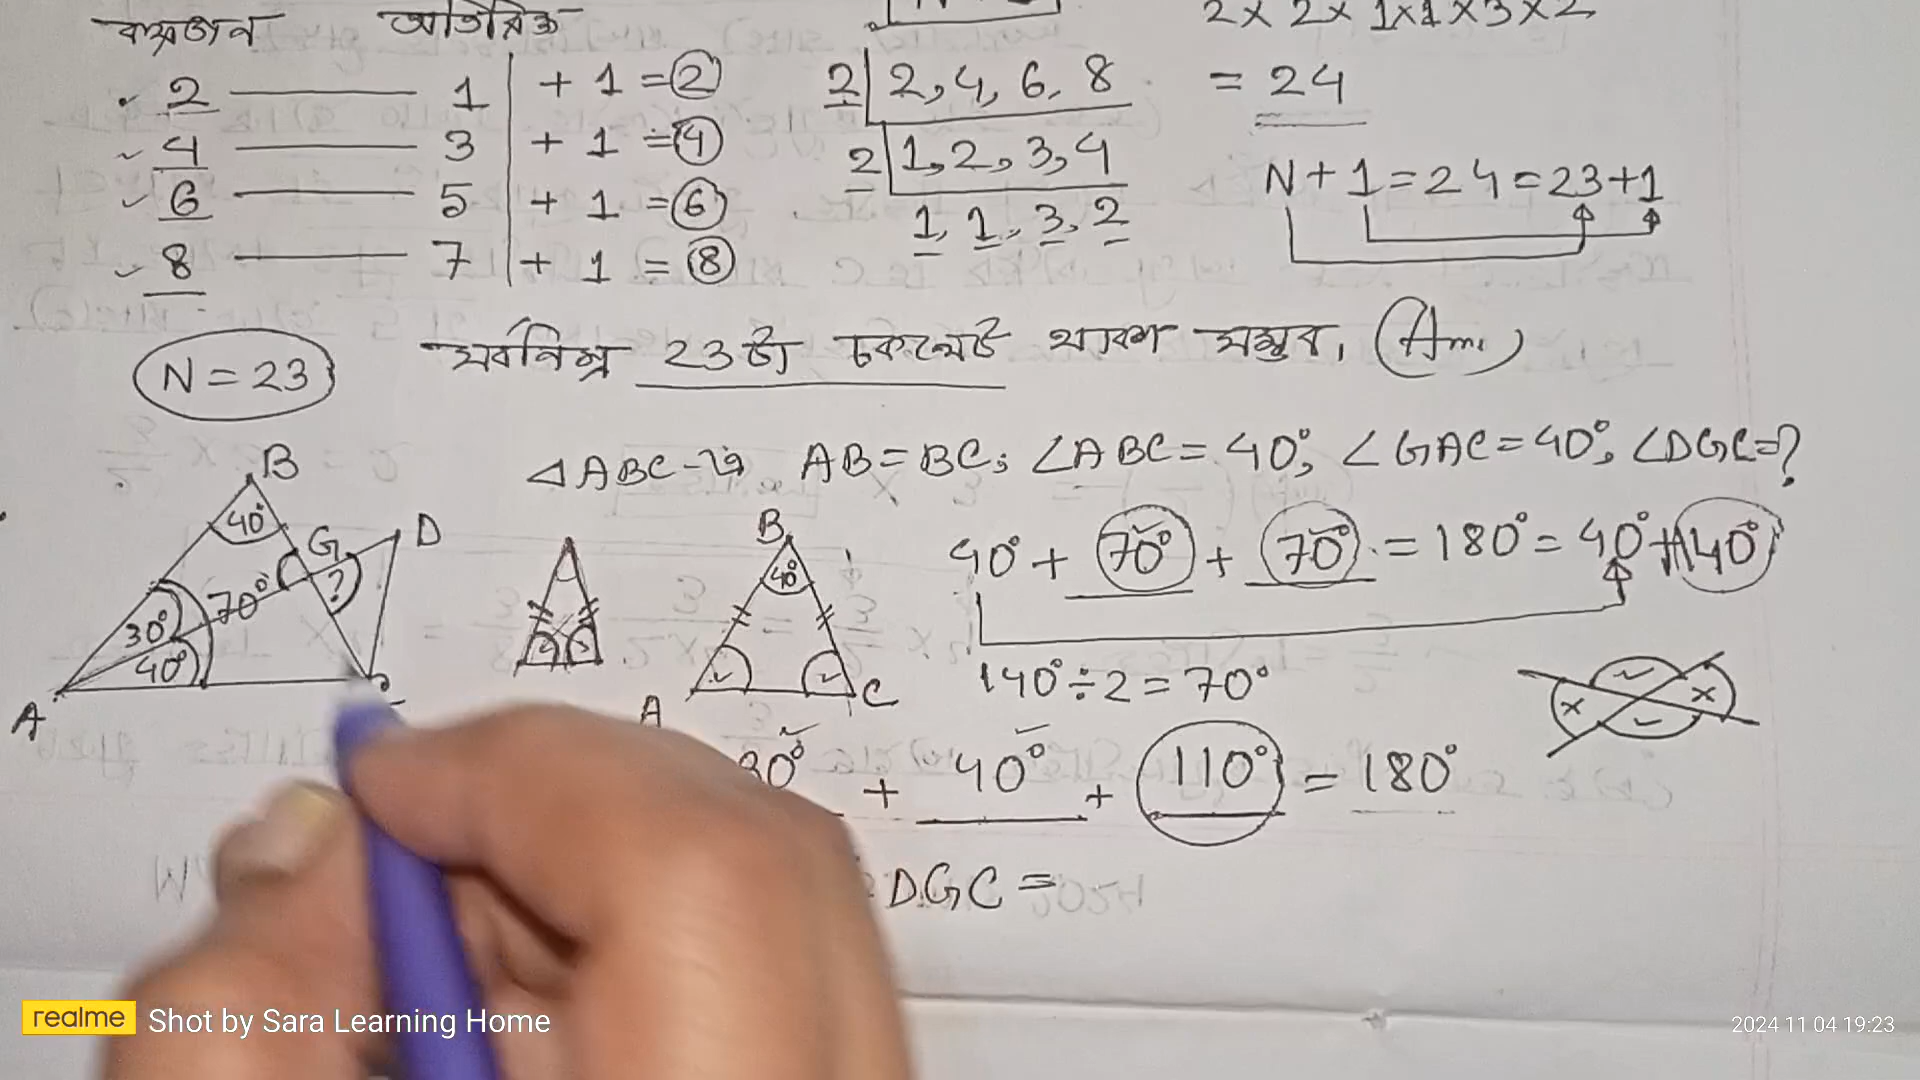 কয়জন অতিরিক্ত
2 — 1 + 1 = 2
4 — 3 + 1 = 4
6 — 5 + 1 = 6
8 — 7 + 1 = 8
2 | 2, 4, 6, 8
2 | 1, 2, 3, 4
1, 1, 3, 2
2 × 2 × 1 × 1 × 3 × 2
= 24
N + 1 = 24 = 23 + 1
N = 23
সর্বনিম্ন 23টা চকলেট থাকা সম্ভব। (Ans)
△ABC-এ AB = BC; ∠ABC = 40°, ∠GAC = 40°, ∠DGC = ?
B
40°
G
D
30°
70°
?
40°
A
B
40°
A
C
40° + 70° + 70° = 180° = 40° + 140°
140° ÷ 2 = 70°
30° + 40° + 110° = 180°
DGC =
realme Shot by Sara Learning Home
2024 11 04 19:23